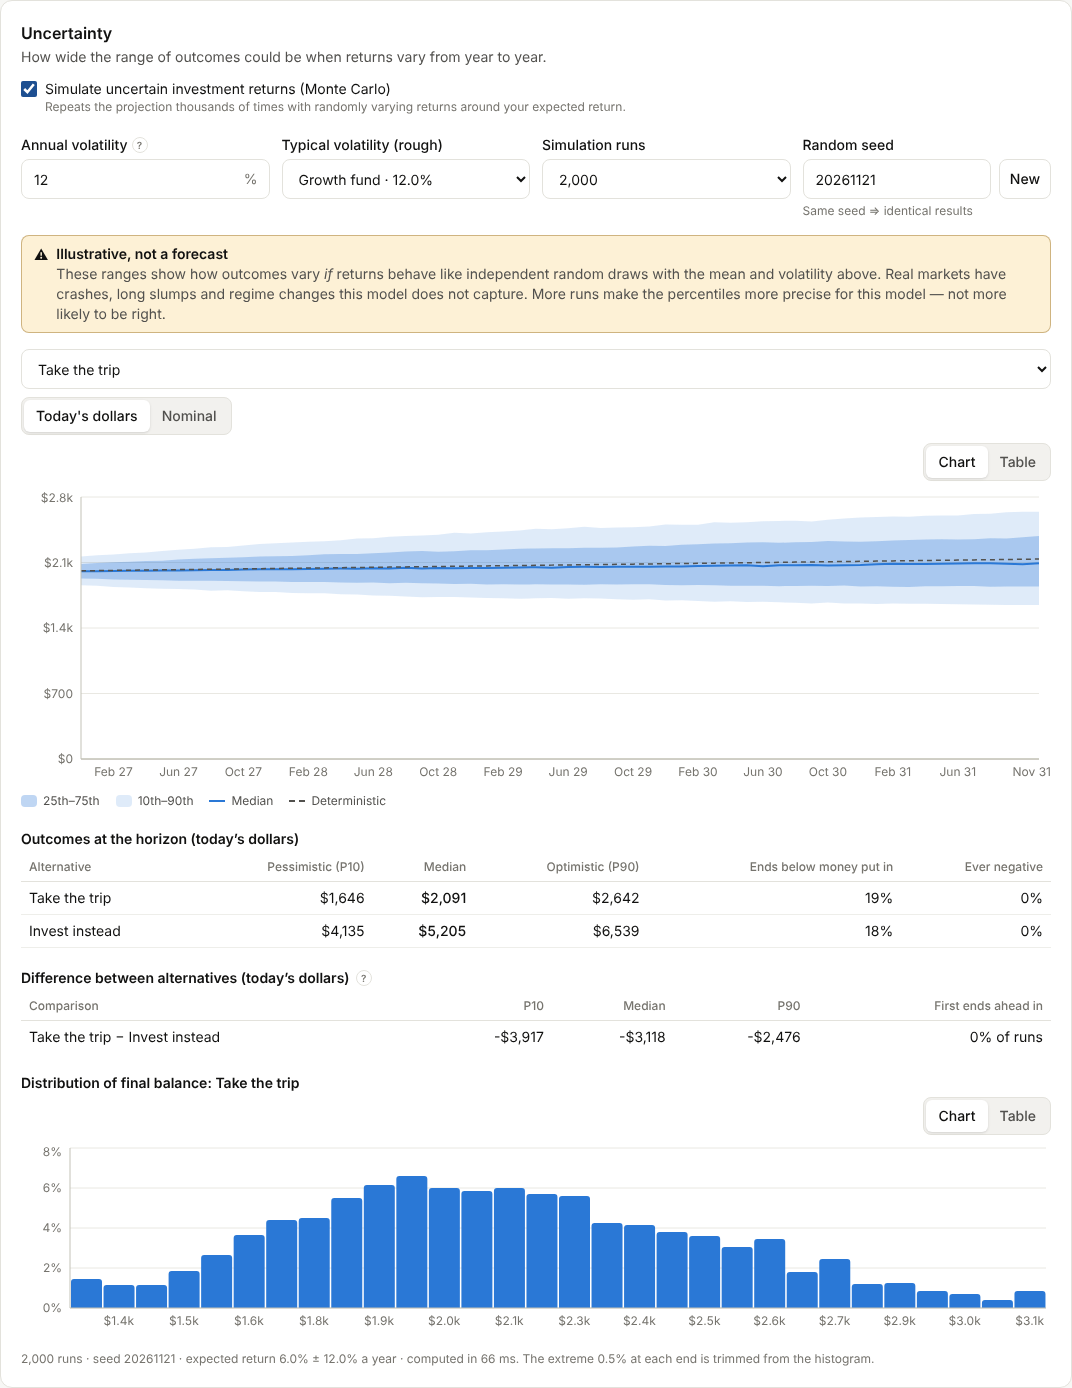 Uncertainty
How wide the range of outcomes could be when returns vary from year to year.
Simulate uncertain investment returns (Monte Carlo)
Repeats the projection thousands of times with randomly varying returns around your expected return.
Annual volatility ? Typical volatility (rough) Simulation runs Random seed
12 % Growth fund · 12.0% 2,000 20261121 New
Same seed ⇒ identical results
Illustrative, not a forecast
These ranges show how outcomes vary if returns behave like independent random draws with the mean and volatility above. Real markets have
crashes, long slumps and regime changes this model does not capture. More runs make the percentiles more precise for this model — not more
likely to be right.
Take the trip
Today's dollars Nominal
Chart Table
$2.8k
$2.1k
$1.4k
$700
$0
Feb 27 Jun 27 Oct 27 Feb 28 Jun 28 Oct 28 Feb 29 Jun 29 Oct 29 Feb 30 Jun 30 Oct 30 Feb 31 Jun 31 Nov 31
25th–75th 10th–90th Median Deterministic
Outcomes at the horizon (today’s dollars)
Alternative Pessimistic (P10) Median Optimistic (P90) Ends below money put in Ever negative
Take the trip $1,646 $2,091 $2,642 19% 0%
Invest instead $4,135 $5,205 $6,539 18% 0%
Difference between alternatives (today’s dollars) ?
Comparison P10 Median P90 First ends ahead in
Take the trip − Invest instead -$3,917 -$3,118 -$2,476 0% of runs
Distribution of final balance: Take the trip
Chart Table
8%
6%
4%
2%
0%
$1.4k $1.5k $1.6k $1.8k $1.9k $2.0k $2.1k $2.3k $2.4k $2.5k $2.6k $2.7k $2.9k $3.0k $3.1k
2,000 runs · seed 20261121 · expected return 6.0% ± 12.0% a year · computed in 66 ms. The extreme 0.5% at each end is trimmed from the histogram.